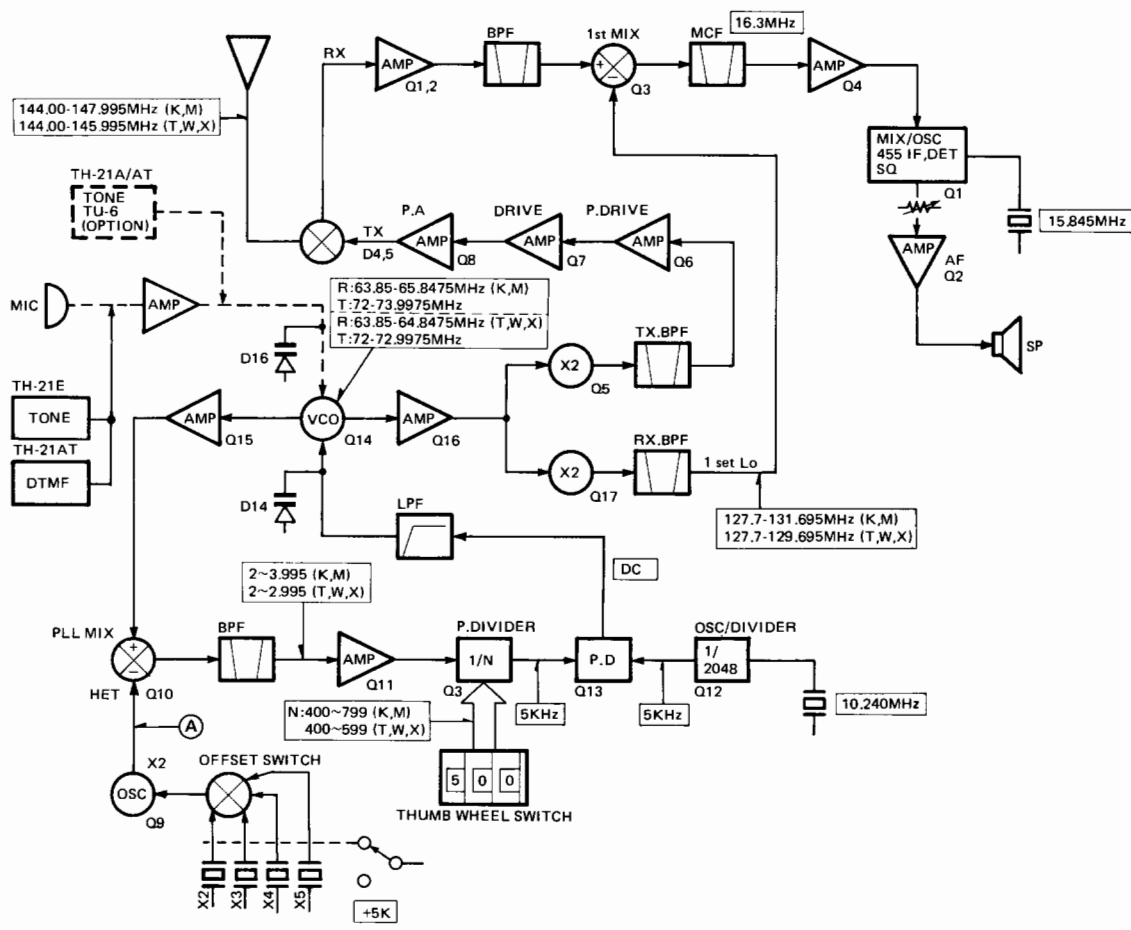 RX
AMP
Q1,2
BPF
1st MIX
+
−
Q3
MCF
16.3MHz
AMP
Q4
144.00-147.995MHz (K,M)
144.00-145.995MHz (T,W,X)
MIX/OSC
455 IF,DET
SQ
Q1
15.845MHz
TH-21A/AT
TONE
TU-6
(OPTION)
TX
D4,5
P.A
AMP
Q8
DRIVE
AMP
Q7
P.DRIVE
AMP
Q6
AMP
AF
Q2
SP
MIC
AMP
R:63.85-65.8475MHz (K,M)
T:72-73.9975MHz
R:63.85-64.8475MHz (T,W,X)
T:72-72.9975MHz
D16
X2
Q5
TX.BPF
TH-21E
TONE
TH-21AT
DTMF
AMP
Q15
VCO
Q14
AMP
Q16
X2
Q17
RX.BPF
1 set Lo
D14
LPF
127.7-131.695MHz (K,M)
127.7-129.695MHz (T,W,X)
DC
2~3.995 (K,M)
2~2.995 (T,W,X)
PLL MIX
+
−
HET
Q10
BPF
AMP
Q11
P.DIVIDER
1/N
Q3
5KHz
P.D
Q13
5KHz
OSC/DIVIDER
1/
2048
Q12
10.240MHz
N:400~799 (K,M)
400~599 (T,W,X)
A
X2
OSC
Q9
OFFSET SWITCH
5 0 0
THUMB WHEEL SWITCH
X2
X3
X4
X5
+5K